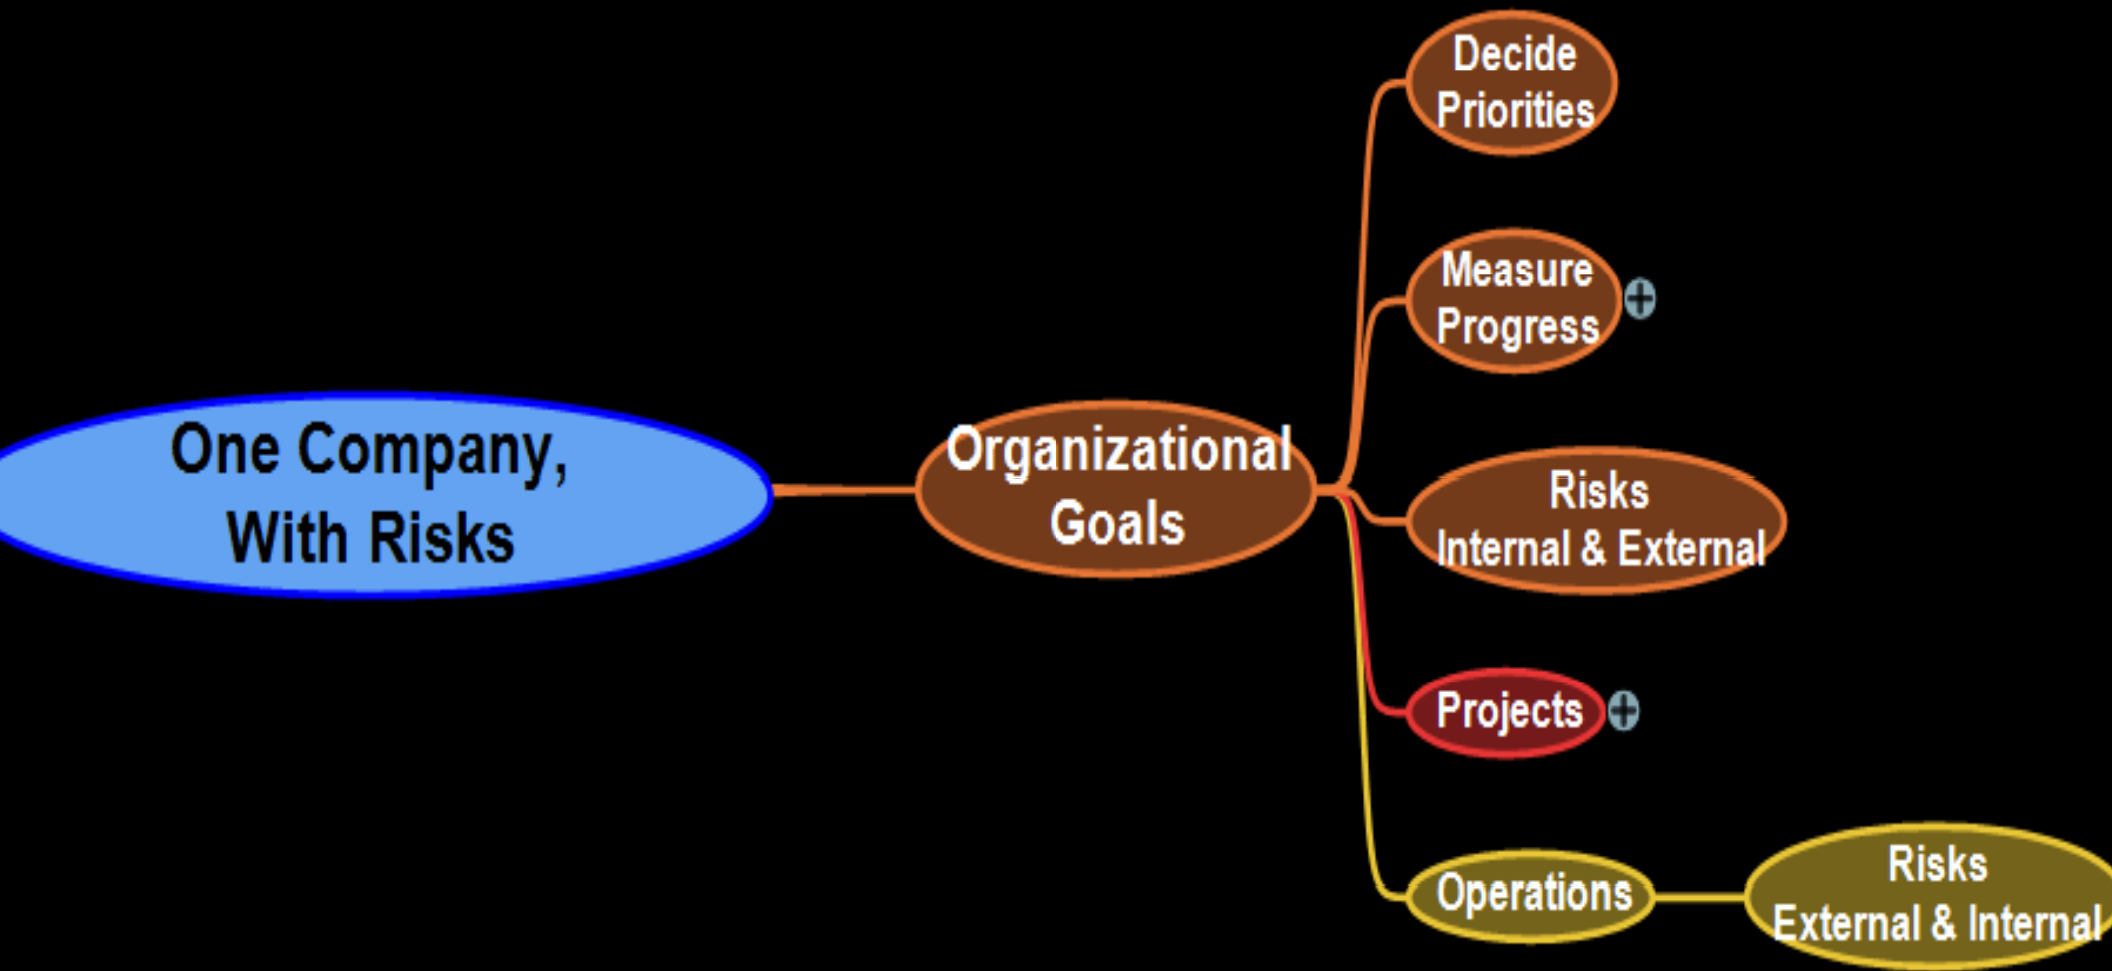 One Company,
With Risks
Organizational
Goals
Decide
Priorities
Measure
Progress
Risks
Internal & External
Projects
Operations
Risks
External & Internal